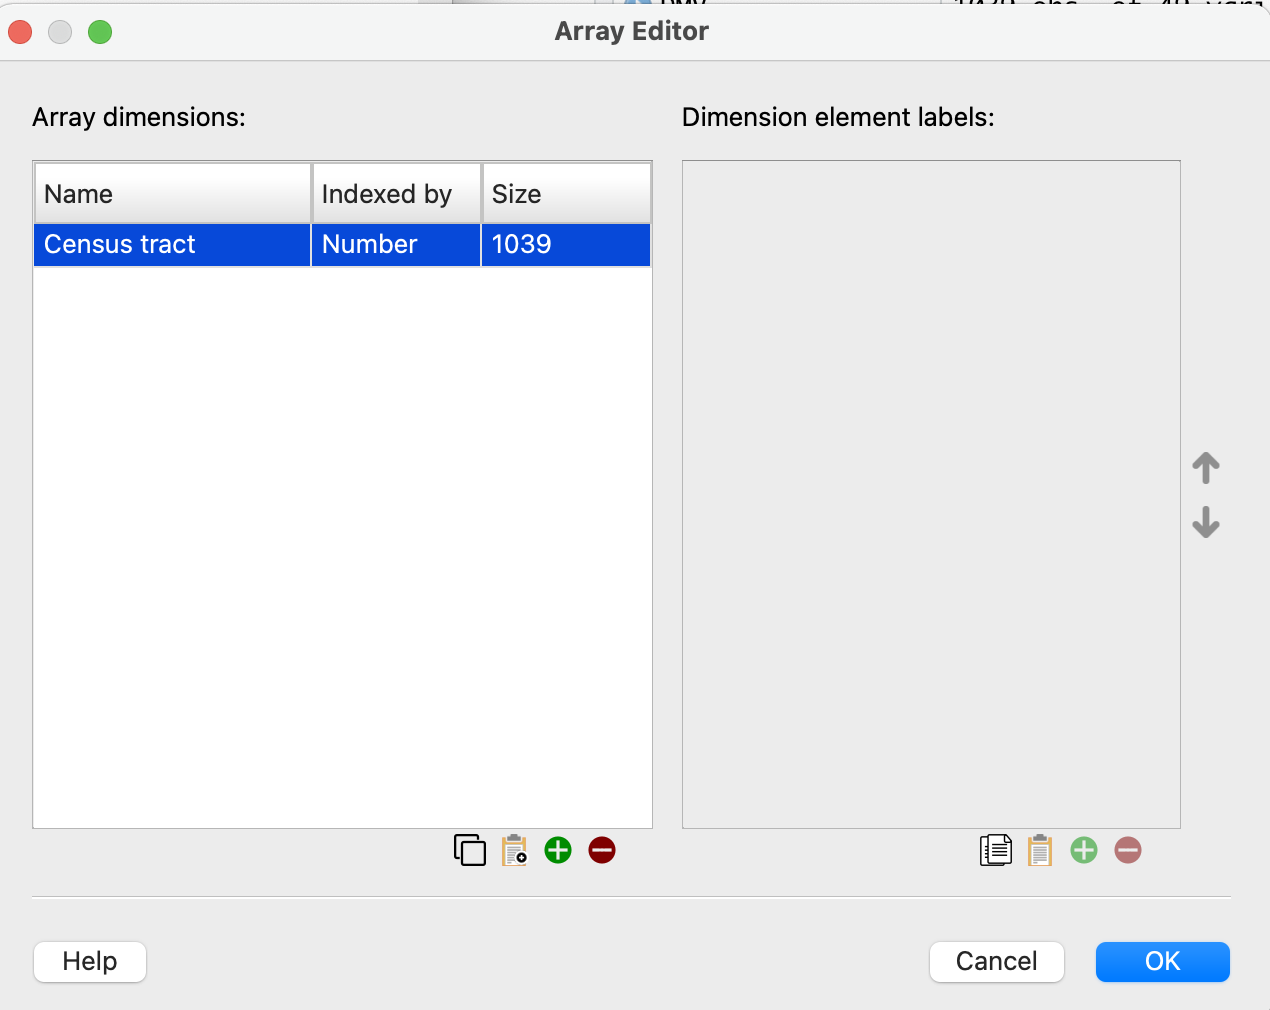 Array Editor
Array dimensions:
Dimension element labels:
Name Indexed by Size
Census tract Number 1039
Help
Cancel
OK